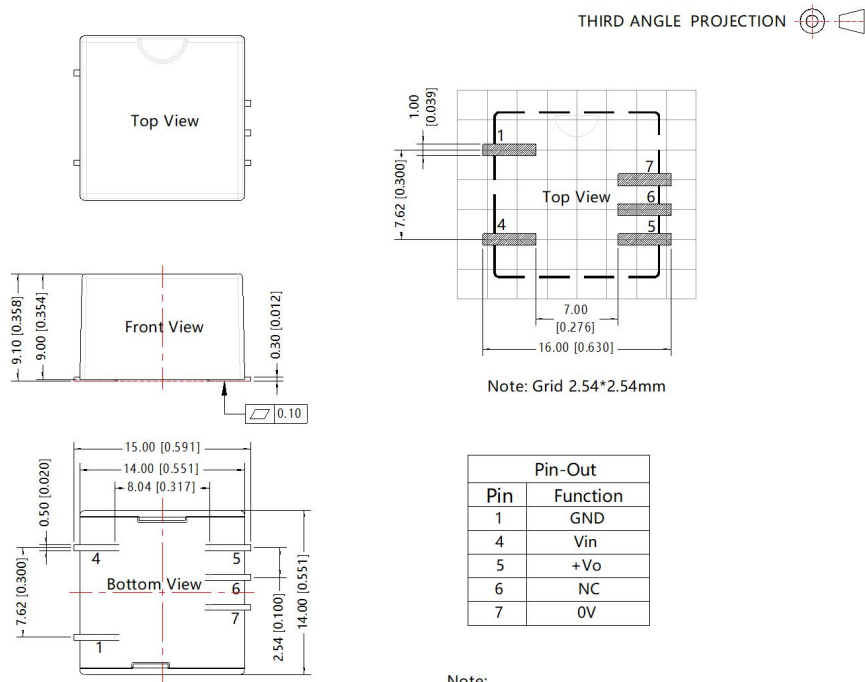 THIRD ANGLE PROJECTION
Top View
1.00
[0.039]
7.62 [0.300]
1
4
7
6
5
Top View
7.00
[0.276]
16.00 [0.630]
Note: Grid 2.54*2.54mm
9.10 [0.358]
9.00 [0.354]
Front View
0.30 [0.012]
0.10
15.00 [0.591]
14.00 [0.551]
8.04 [0.317]
0.50 [0.020]
7.62 [0.300]
4
5
Bottom View
6
7
1
2.54 [0.100]
14.00 [0.551]
Pin-Out
Pin Function
1 GND
4 Vin
5 +Vo
6 NC
7 0V
Note: